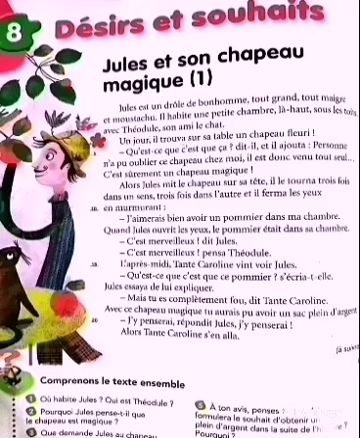 8 Désirs et souhaits
Jules et son chapeau
magique (1)
Jules est un drôle de bonhomme, tout grand, tout maigre
et moustachu. Il habite une petite chambre, là-haut, sous les toits,
avec Théodule, son ami le chat.
Un jour, il trouva sur sa table un chapeau fleuri !
– Qu'est-ce que c'est que ça ? dit-il, et il ajouta : Personne
n'a pu oublier ce chapeau chez moi, il est donc venu tout seul...
C'est sûrement un chapeau magique !
Alors Jules mit le chapeau sur sa tête, il le tourna trois fois
dans un sens, trois fois dans l'autre et il ferma les yeux
10. en murmurant :
– J'aimerais bien avoir un pommier dans ma chambre.
Quand Jules ouvrit les yeux, le pommier était dans sa chambre.
– C'est merveilleux ! dit Jules.
– C'est merveilleux ! pensa Théodule.
15. L'après-midi, Tante Caroline vint voir Jules.
– Qu'est-ce que c'est que ce pommier ? s'écria-t-elle.
Jules essaya de lui expliquer.
– Mais tu es complètement fou, dit Tante Caroline.
Avec ce chapeau magique tu aurais pu avoir un sac plein d'argent
20. – J'y penserai, répondit Jules, j'y penserai !
Alors Tante Caroline s'en alla.
(à suivre
Comprenons le texte ensemble
1 Où habite Jules ? Qui est Théodule ?
2 Pourquoi Jules pense-t-il que
le chapeau est magique ?
3 Que demande Jules au chapeau
5 À ton avis, penses
formulera le souhait d'obtenir un
plein d'argent dans la suite de l'h
Pourquoi